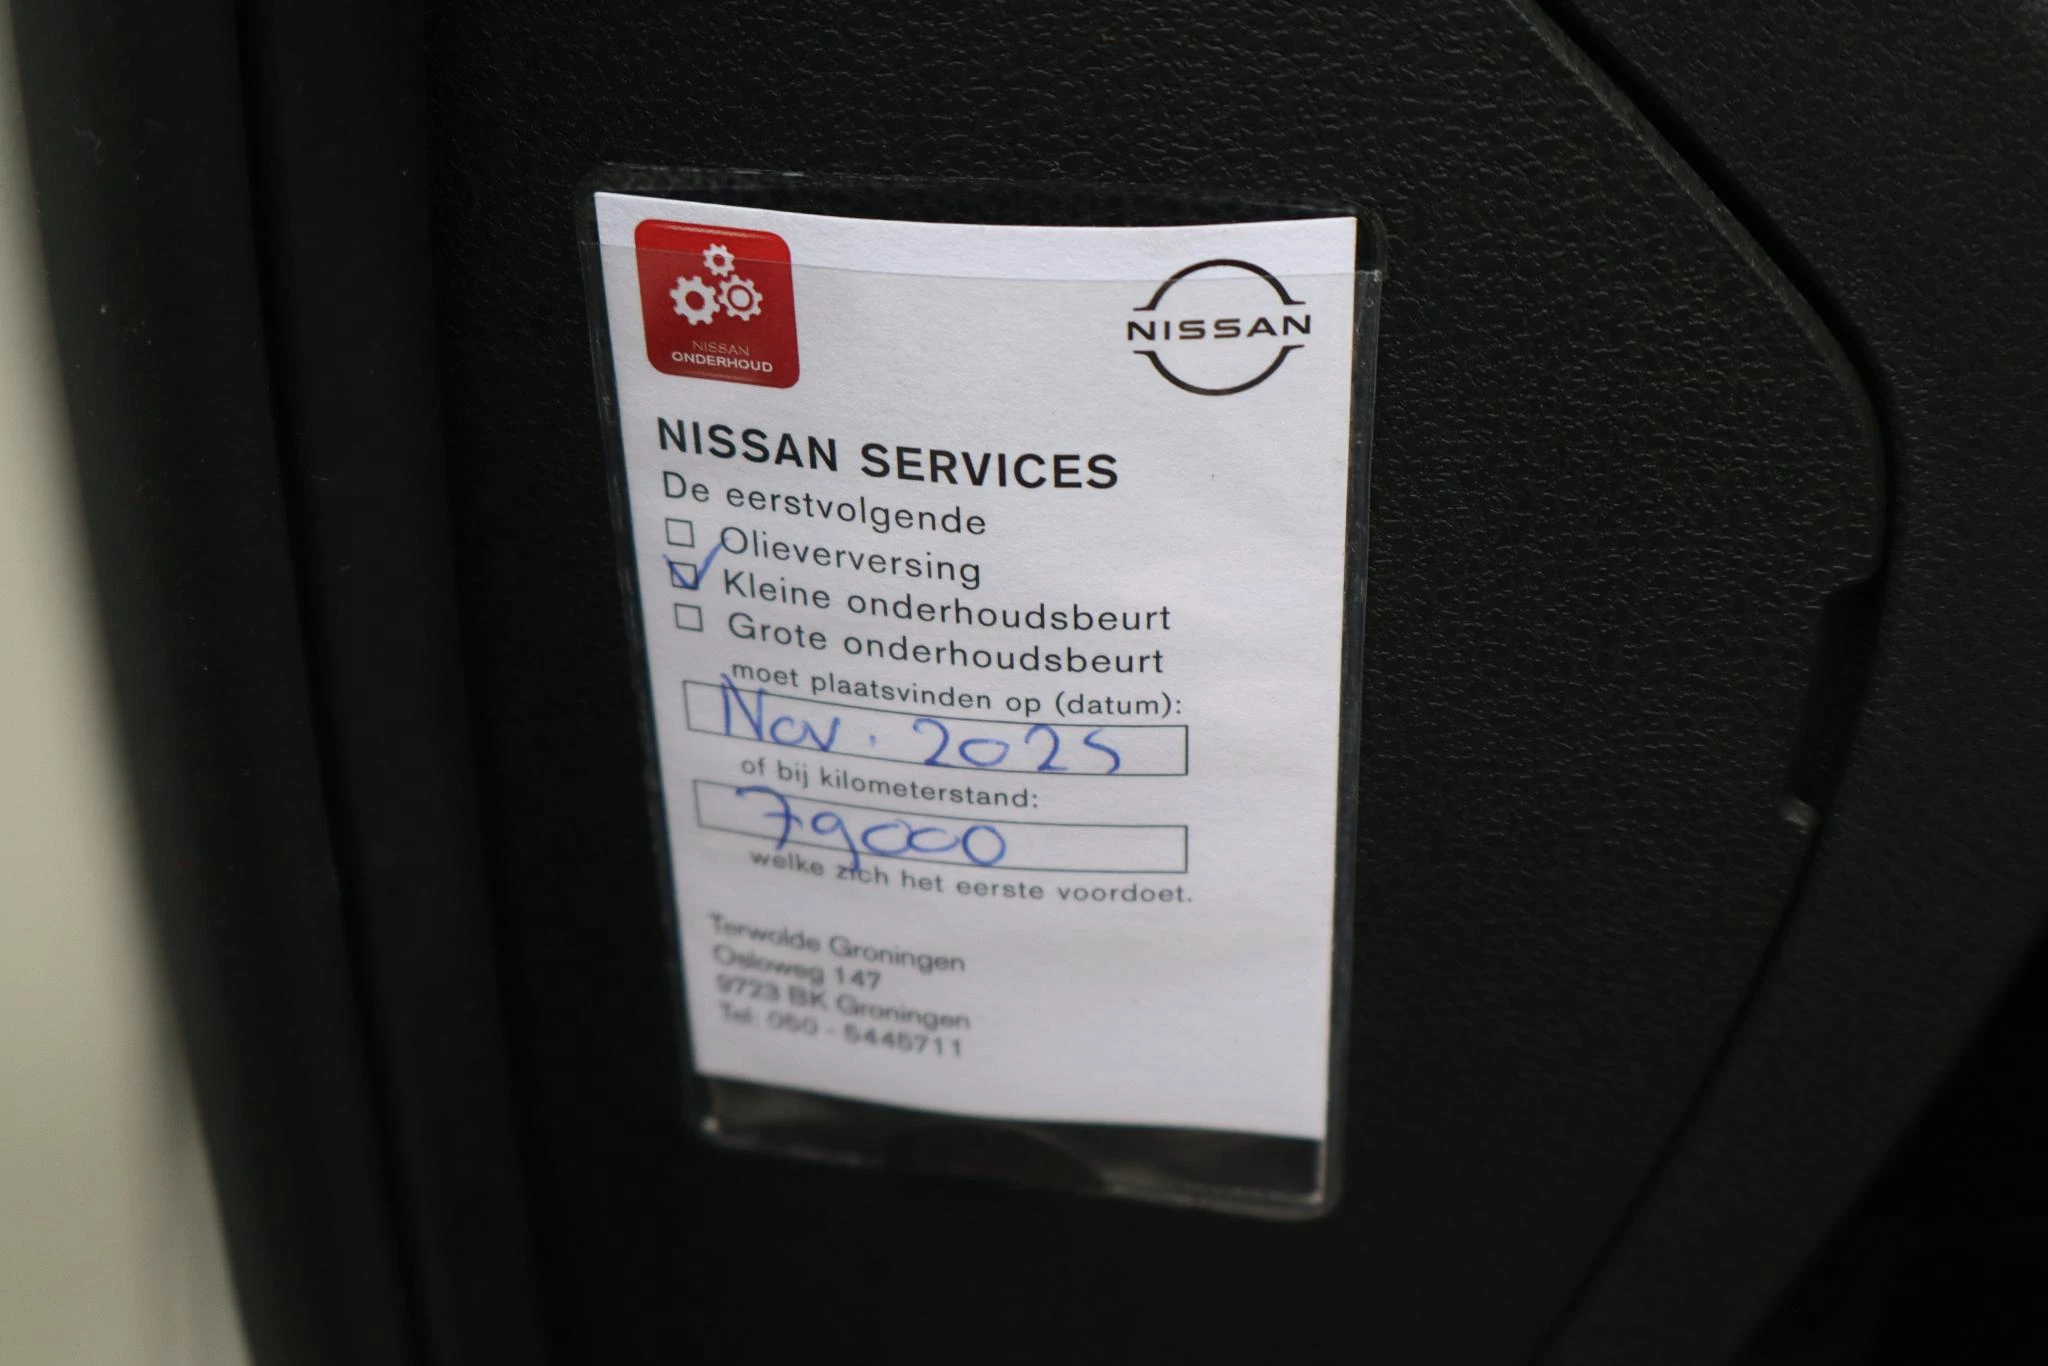 NISSAN
ONDERHOUD
NISSAN
NISSAN SERVICES
De eerstvolgende
Olieverversing
Kleine onderhoudsbeurt
Grote onderhoudsbeurt
moet plaatsvinden op (datum):
Nov. 2025
of bij kilometerstand:
79000
welke zich het eerste voordoet.
Terwolde Groningen
Osloweg 147
9723 BK Groningen
Tel: 050 - 5445711